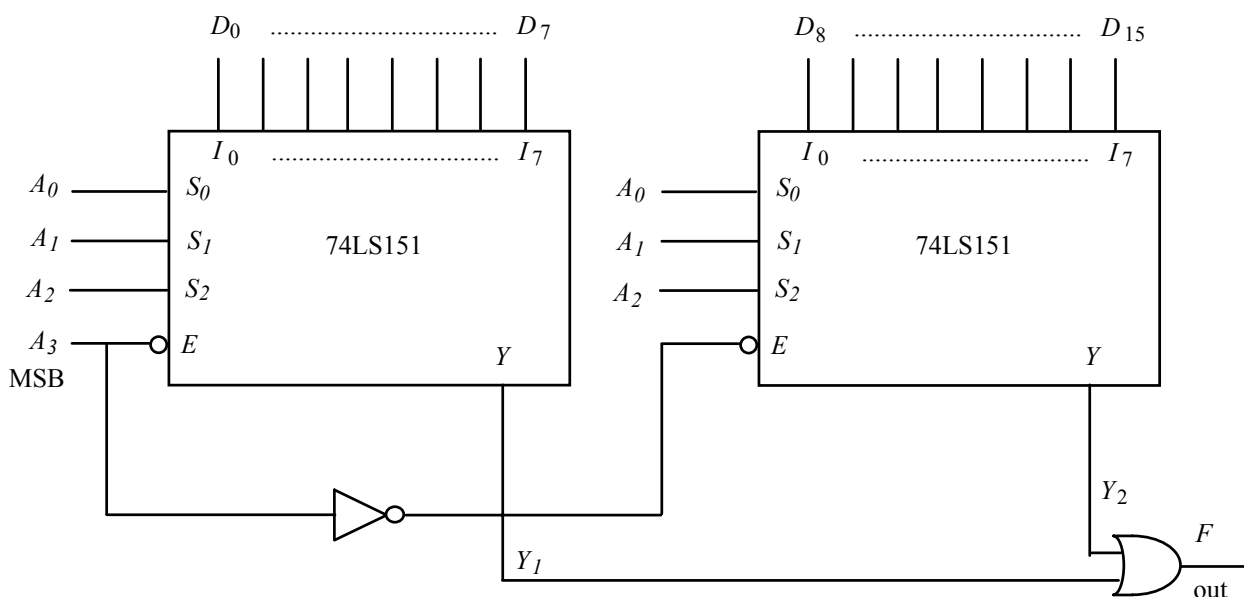 D0 ........................................ D7
D8 ........................................ D15
I0 ........................................ I7
I0 ........................................ I7
A0 S0
A0 S0
A1 S1 74LS151
A1 S1 74LS151
A2 S2
A2 S2
A3 E Y
E Y
MSB
Y2
Y1
F
out